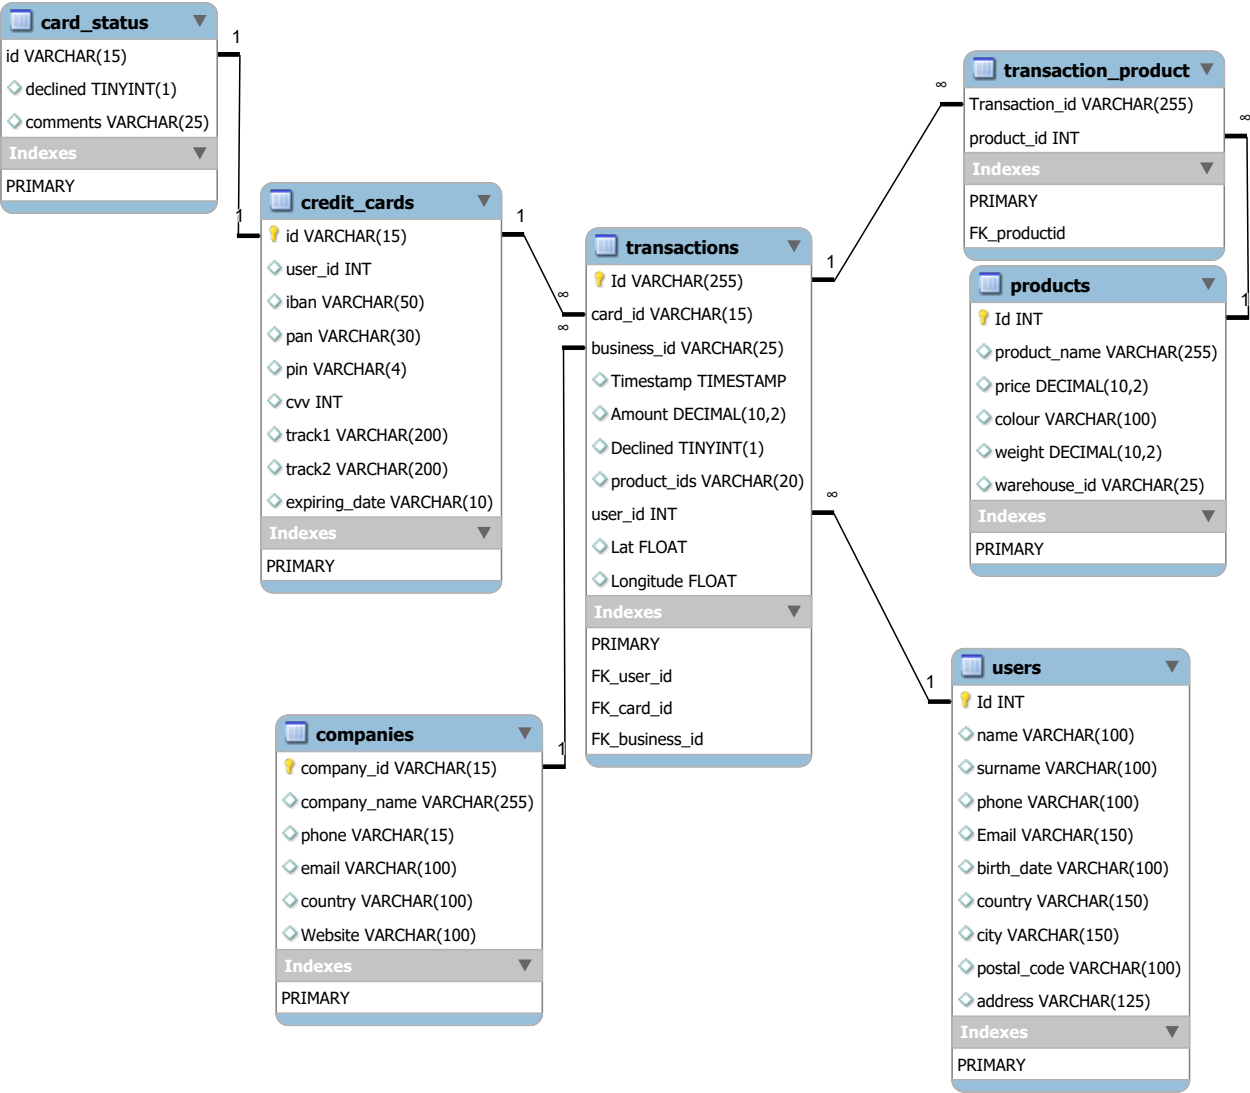 card_status
id VARCHAR(15)
declined TINYINT(1)
comments VARCHAR(25)
Indexes
PRIMARY
1
1
credit_cards
id VARCHAR(15)
user_id INT
iban VARCHAR(50)
pan VARCHAR(30)
pin VARCHAR(4)
cvv INT
track1 VARCHAR(200)
track2 VARCHAR(200)
expiring_date VARCHAR(10)
Indexes
PRIMARY
1
∞
∞
transactions
Id VARCHAR(255)
card_id VARCHAR(15)
business_id VARCHAR(25)
Timestamp TIMESTAMP
Amount DECIMAL(10,2)
Declined TINYINT(1)
product_ids VARCHAR(20)
user_id INT
Lat FLOAT
Longitude FLOAT
Indexes
PRIMARY
FK_user_id
FK_card_id
FK_business_id
1
∞
∞
1
transaction_product
Transaction_id VARCHAR(255)
product_id INT
Indexes
PRIMARY
FK_productid
∞
1
products
Id INT
product_name VARCHAR(255)
price DECIMAL(10,2)
colour VARCHAR(100)
weight DECIMAL(10,2)
warehouse_id VARCHAR(25)
Indexes
PRIMARY
companies
company_id VARCHAR(15)
company_name VARCHAR(255)
phone VARCHAR(15)
email VARCHAR(100)
country VARCHAR(100)
Website VARCHAR(100)
Indexes
PRIMARY
1
users
Id INT
name VARCHAR(100)
surname VARCHAR(100)
phone VARCHAR(100)
Email VARCHAR(150)
birth_date VARCHAR(100)
country VARCHAR(150)
city VARCHAR(150)
postal_code VARCHAR(100)
address VARCHAR(125)
Indexes
PRIMARY